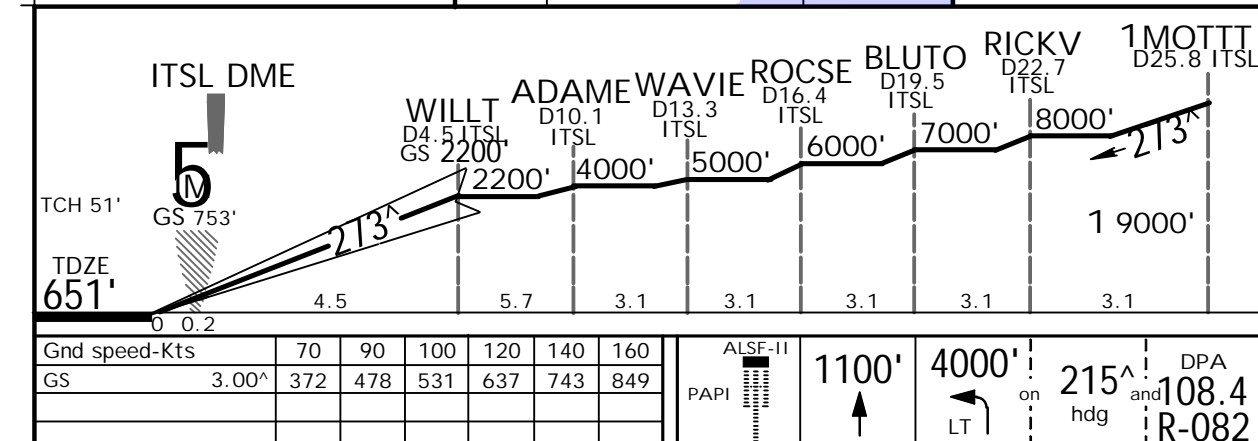 1MOTTT
D25.8 ITSL
RICKV
D22.7
ITSL
BLUTO
D19.5
ITSL
ROCSE
D16.4
ITSL
WAVIE
D13.3
ITSL
ADAME
D10.1
ITSL
WILLT
D4.5 ITSL
GS 2200'
ITSL DME
5
M
GS 753'
TCH 51'
TDZE
651'
273^
2200'
4000'
5000'
6000'
7000'
8000'
273^
1 9000'
0 0.2
4.5 5.7 3.1 3.1 3.1 3.1 3.1
Gnd speed-Kts 70 90 100 120 140 160
GS 3.00^ 372 478 531 637 743 849
ALSF-II
PAPI
1100'
4000'
LT
on
215^
hdg
and
DPA
108.4
R-082